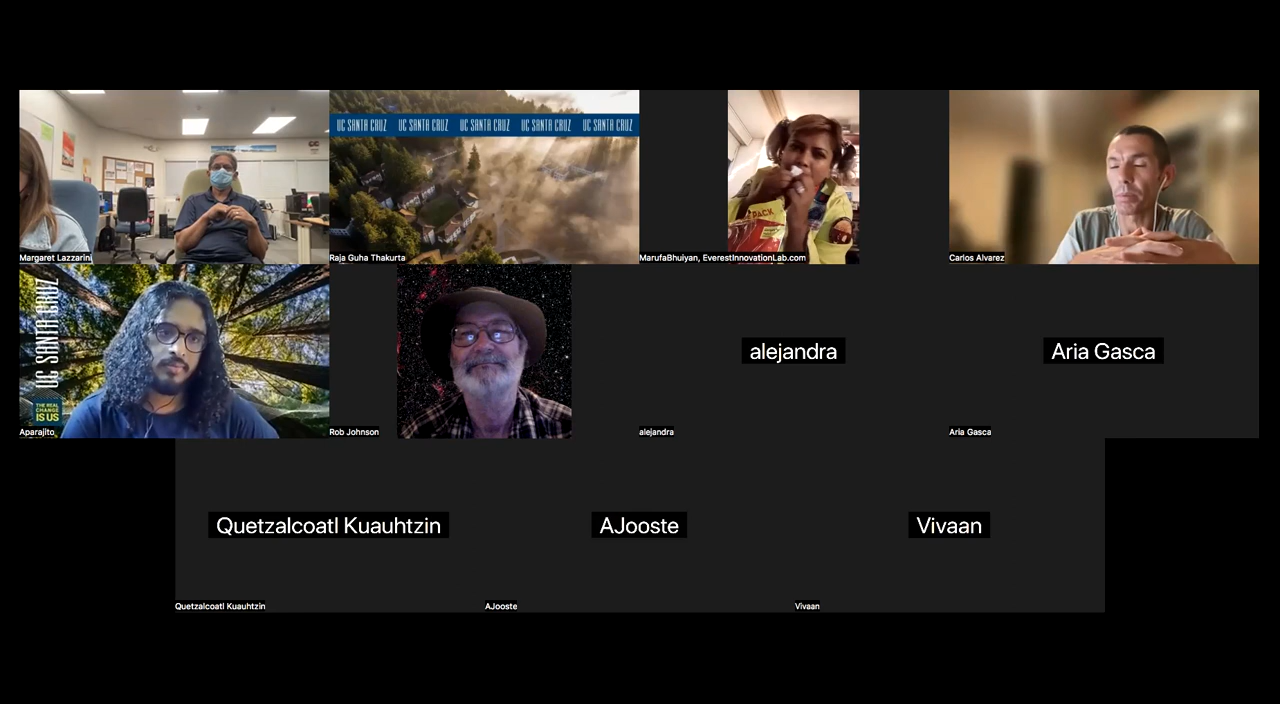 Margaret Lazzarini
UC SANTA CRUZ UC SANTA CRUZ UC SANTA CRUZ UC SANTA CRUZ UC SANTA CRUZ
Raja Guha Thakurta
PACK
MarufaBhuiyan, EverestInnovationLab.com
Carlos Alvarez
UC SANTA CRUZ
THE REAL
CHANGE
IS US
Aparajito
Rob Johnson
alejandra
alejandra
Aria Gasca
Aria Gasca
Quetzalcoatl Kuauhtzin
Quetzalcoatl Kuauhtzin
AJooste
AJooste
Vivaan
Vivaan